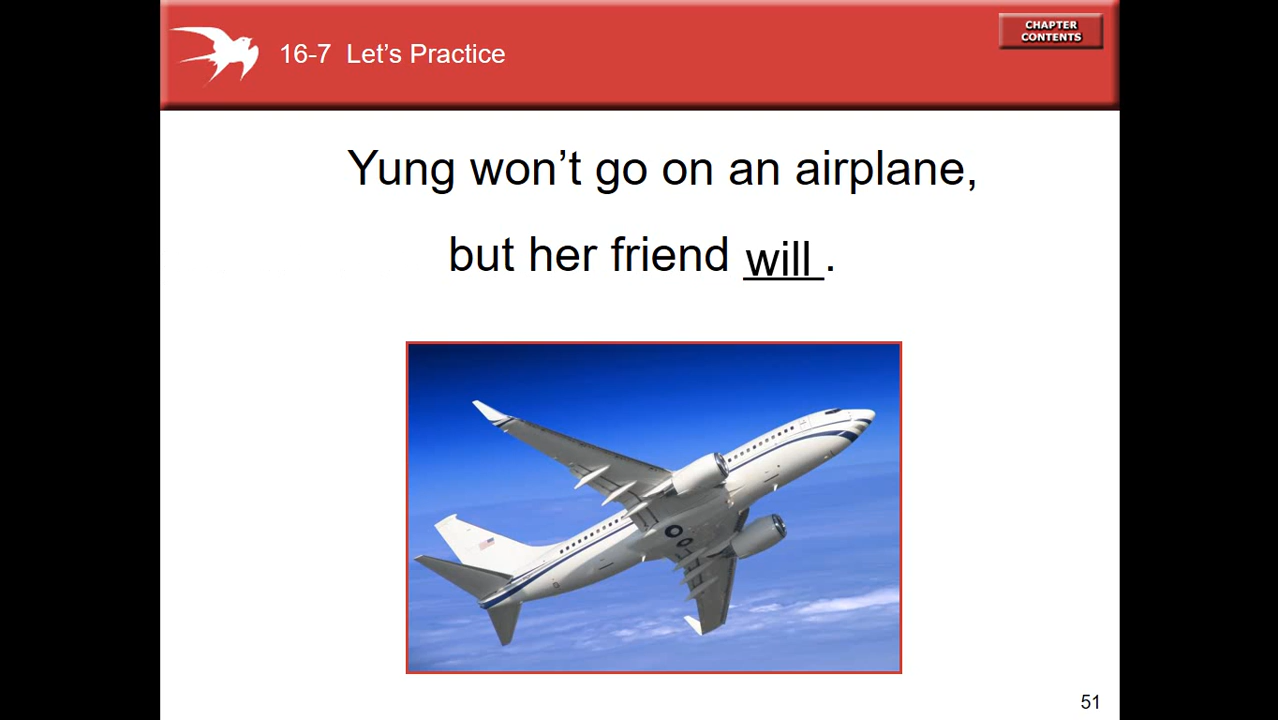 16-7 Let’s Practice
CHAPTER
CONTENTS
Yung won’t go on an airplane,
but her friend will.
51